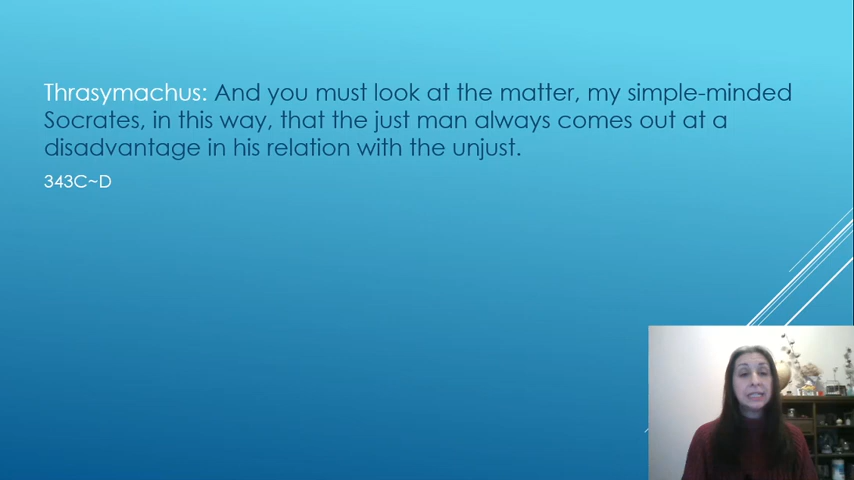 Thrasymachus: And you must look at the matter, my simple-minded
Socrates, in this way, that the just man always comes out at a
disadvantage in his relation with the unjust.
343C~D